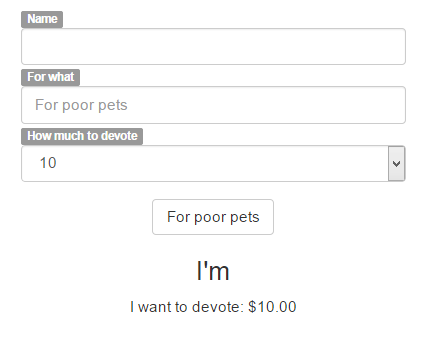 Name
For what
For poor pets
How much to devote
10
For poor pets
I'm
I want to devote: $10.00